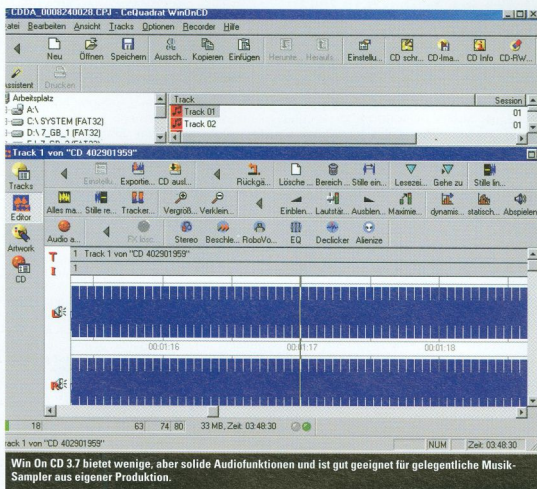 CDDA_0008240028.CPJ - CeQuadrat WinOnCD
atei Bearbeiten Ansicht Tracks Optionen Recorder Hilfe
Neu Öffnen Speichern Aussch... Kopieren Einfügen Herunte... Heraufs... Einstellu... CD schr... CD-Ima... CD Info CD-RW...
ssistent Drucken
Arbeitsplatz
A:\
C:\ SYSTEM (FAT32)
D:\ 7_GB_1 (FAT32)
Track Session
Track 01 01
Track 02 01
Track 1 von "CD 402901959"
Tracks
Editor
Artwork
CD
Einstellu... Exportie... CD ausl... Rückgä... Lösche... Bereich... Stille ein... Lesezei... Gehe zu Stille lin...
Alles ma... Stille re... Tracker... Vergröß... Verklein... Einblen... Lautstär... Ausblen... Maximie... dynamis... statisch... Abspielen
Audio a... FX lösc... Stereo Beschle... RoboVo... EQ Declicker Alienize
T 1 Track 1 von "CD 402901959"
I 1
00:01:16 00:01:17 00:01:18
18 63 74 80 33 MB, Zeit: 03:48:30
rack 1 von "CD 402901959" NUM Zeit: 03:48:30
Win On CD 3.7 bietet wenige, aber solide Audiofunktionen und ist gut geeignet für gelegentliche Musik-
Sampler aus eigener Produktion.